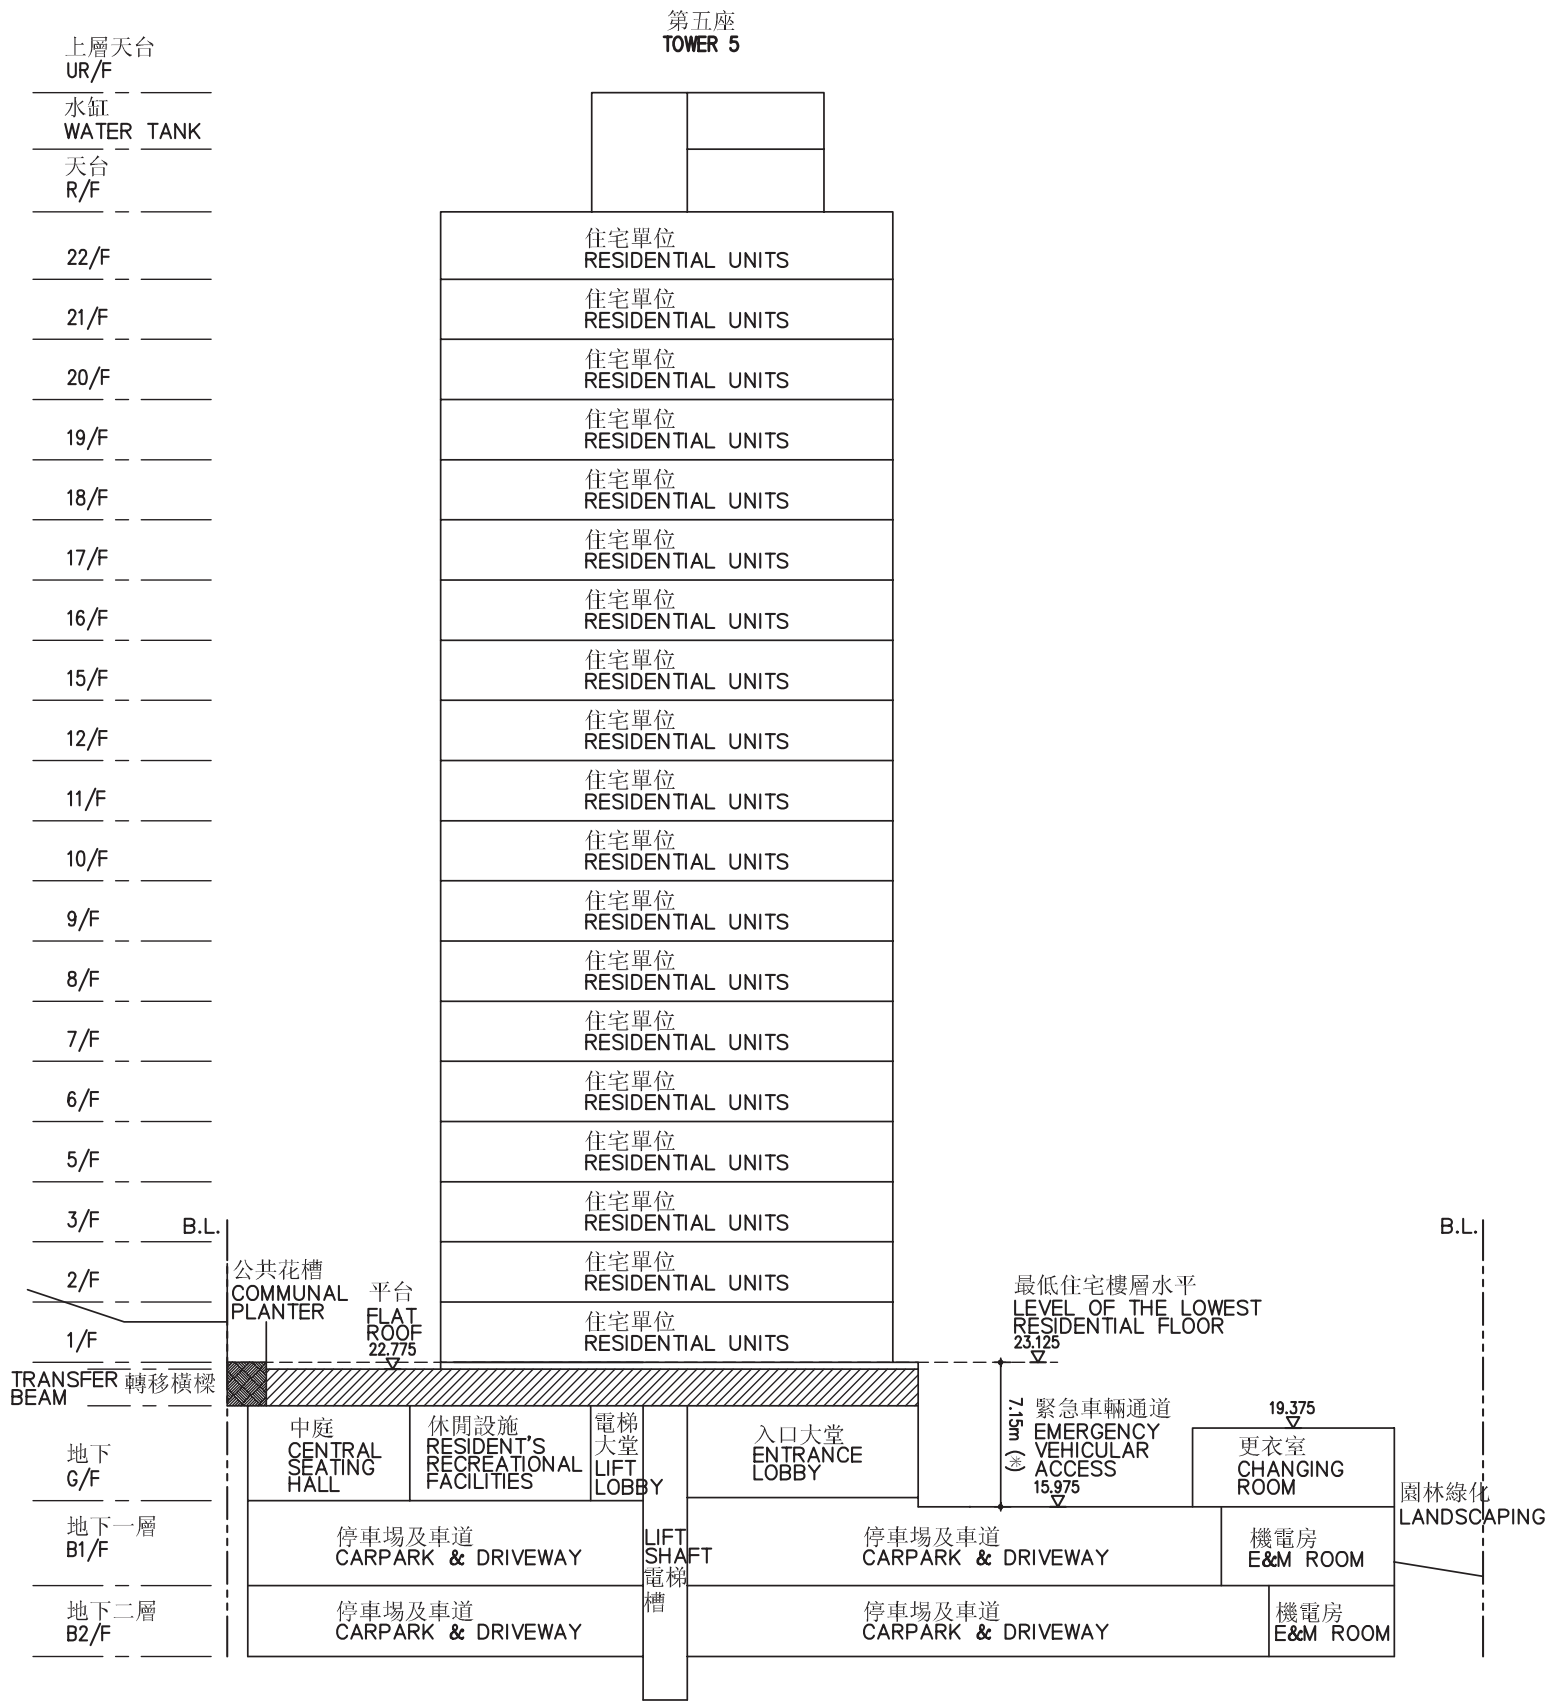 第五座
TOWER 5
上層天台
UR/F
水缸
WATER TANK
天台
R/F
22/F
住宅單位
RESIDENTIAL UNITS
21/F
住宅單位
RESIDENTIAL UNITS
20/F
住宅單位
RESIDENTIAL UNITS
19/F
住宅單位
RESIDENTIAL UNITS
18/F
住宅單位
RESIDENTIAL UNITS
17/F
住宅單位
RESIDENTIAL UNITS
16/F
住宅單位
RESIDENTIAL UNITS
15/F
住宅單位
RESIDENTIAL UNITS
12/F
住宅單位
RESIDENTIAL UNITS
11/F
住宅單位
RESIDENTIAL UNITS
10/F
住宅單位
RESIDENTIAL UNITS
9/F
住宅單位
RESIDENTIAL UNITS
8/F
住宅單位
RESIDENTIAL UNITS
7/F
住宅單位
RESIDENTIAL UNITS
6/F
住宅單位
RESIDENTIAL UNITS
5/F
住宅單位
RESIDENTIAL UNITS
3/F
住宅單位
RESIDENTIAL UNITS
B.L.
B.L.
2/F
住宅單位
RESIDENTIAL UNITS
公共花槽
COMMUNAL
PLANTER
平台
FLAT
ROOF
22.775
最低住宅樓層水平
LEVEL OF THE LOWEST
RESIDENTIAL FLOOR
23.125
1/F
住宅單位
RESIDENTIAL UNITS
TRANSFER 轉移橫樑
BEAM
地下
G/F
中庭
CENTRAL
SEATING
HALL
休閒設施
RESIDENT'S
RECREATIONAL
FACILITIES
電梯
大堂
LIFT
LOBBY
入口大堂
ENTRANCE
LOBBY
7.15m (※)
緊急車輛通道
EMERGENCY
VEHICULAR
ACCESS
15.975
19.375
更衣室
CHANGING
ROOM
園林綠化
LANDSCAPING
地下一層
B1/F
停車場及車道
CARPARK & DRIVEWAY
LIFT
SHAFT
電梯
槽
停車場及車道
CARPARK & DRIVEWAY
機電房
E&M ROOM
地下二層
B2/F
停車場及車道
CARPARK & DRIVEWAY
停車場及車道
CARPARK & DRIVEWAY
機電房
E&M ROOM